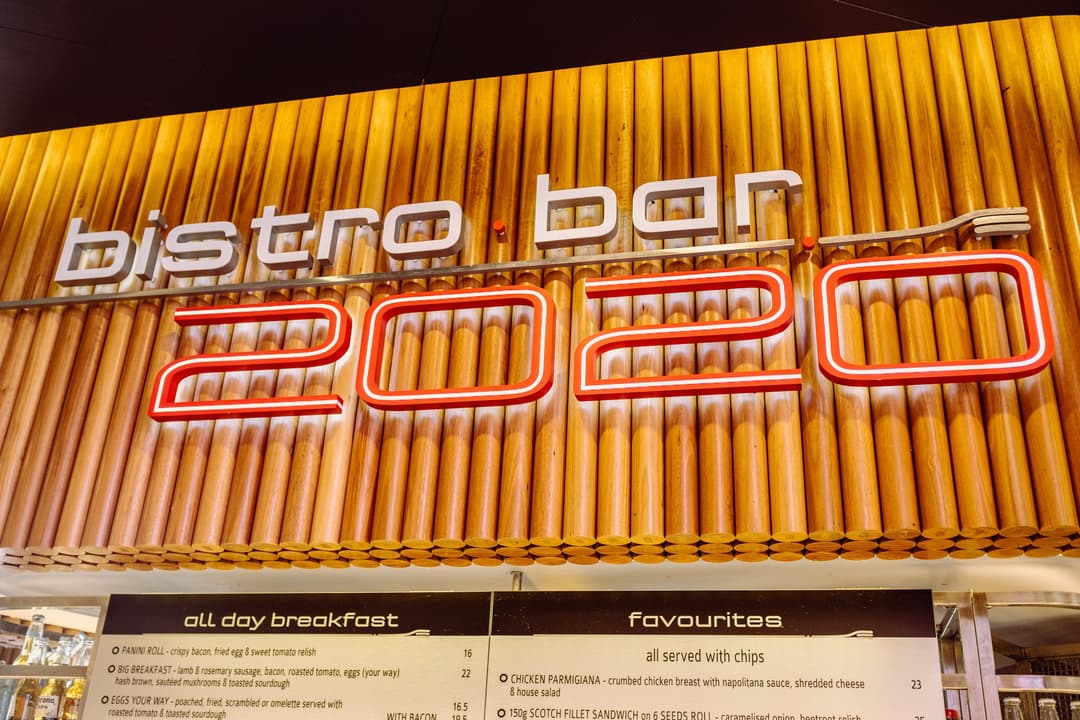 bistro bar
2020
all day breakfast
PANINI ROLL - crispy bacon, fried egg & sweet tomato relish 16
BIG BREAKFAST - lamb & rosemary sausage, bacon, roasted tomato, eggs (your way) 22
hash brown, sautéed mushrooms & toasted sourdough
EGGS YOUR WAY - poached, fried, scrambled or omelette served with 16.5
roasted tomato & toasted sourdough WITH BACON 19.5
favourites
all served with chips
CHICKEN PARMIGIANA - crumbed chicken breast with napolitana sauce, shredded cheese 23
& house salad
150g SCOTCH FILLET SANDWICH on 6 SEEDS ROLL - caramelised onion, beetroot relish